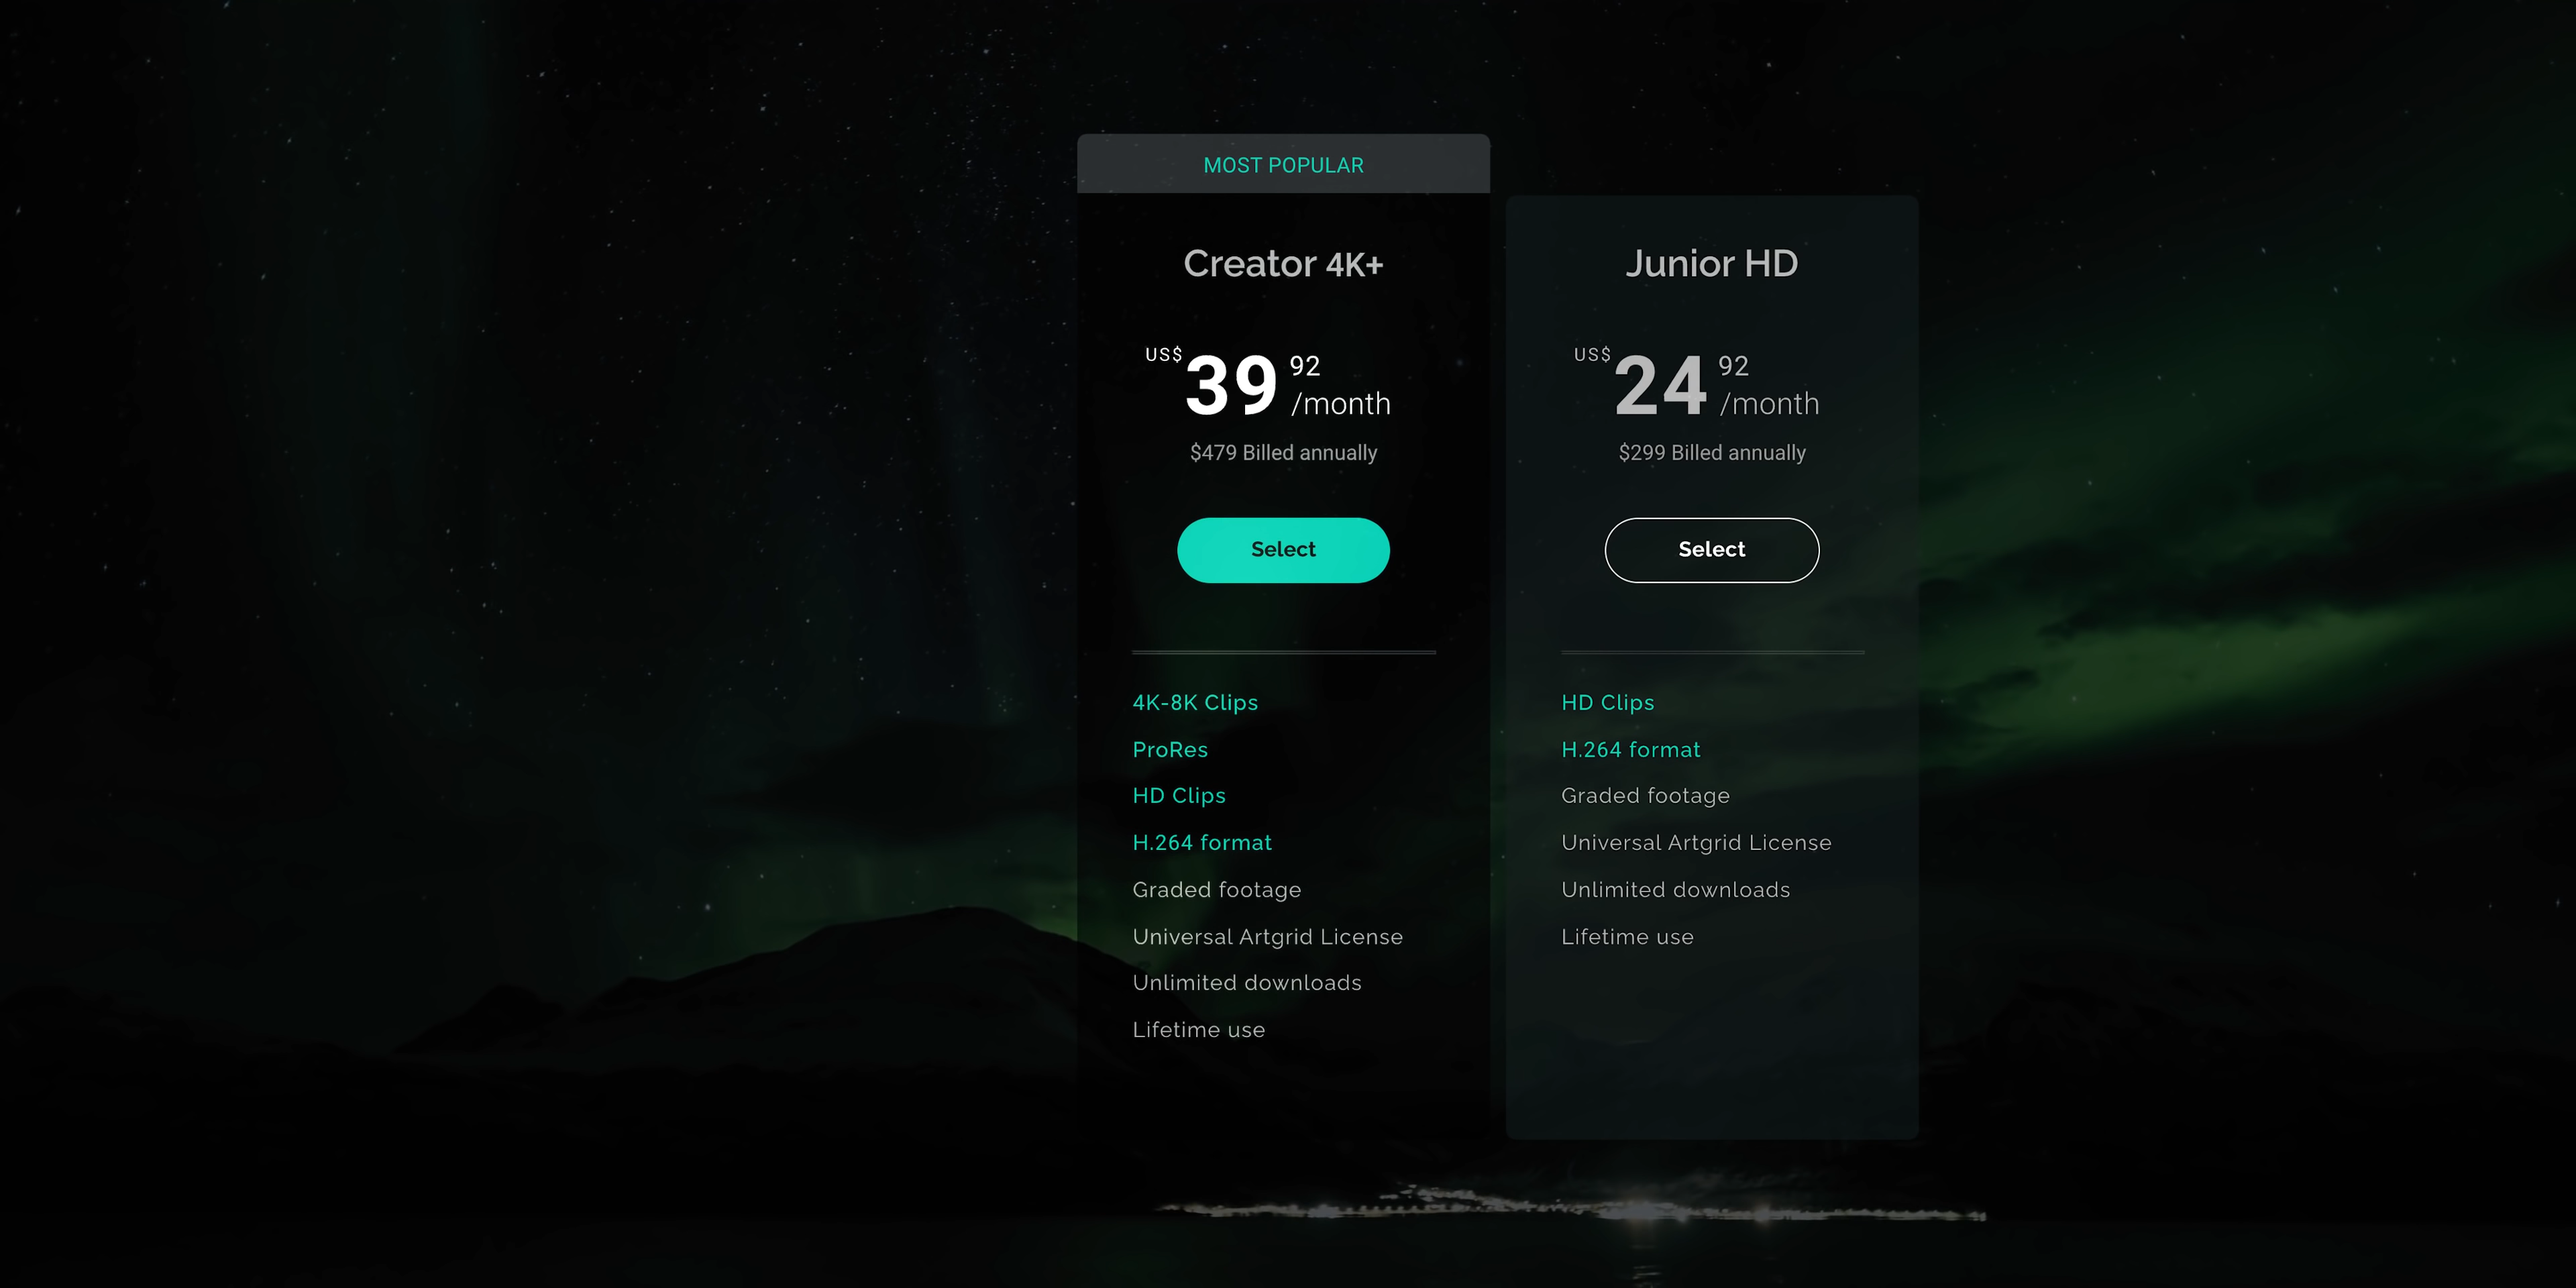 MOST POPULAR
Creator 4K+
US$ 39 92
/month
$479 Billed annually
Select
4K-8K Clips
ProRes
HD Clips
H.264 format
Graded footage
Universal Artgrid License
Unlimited downloads
Lifetime use
Junior HD
US$ 24 92
/month
$299 Billed annually
Select
HD Clips
H.264 format
Graded footage
Universal Artgrid License
Unlimited downloads
Lifetime use